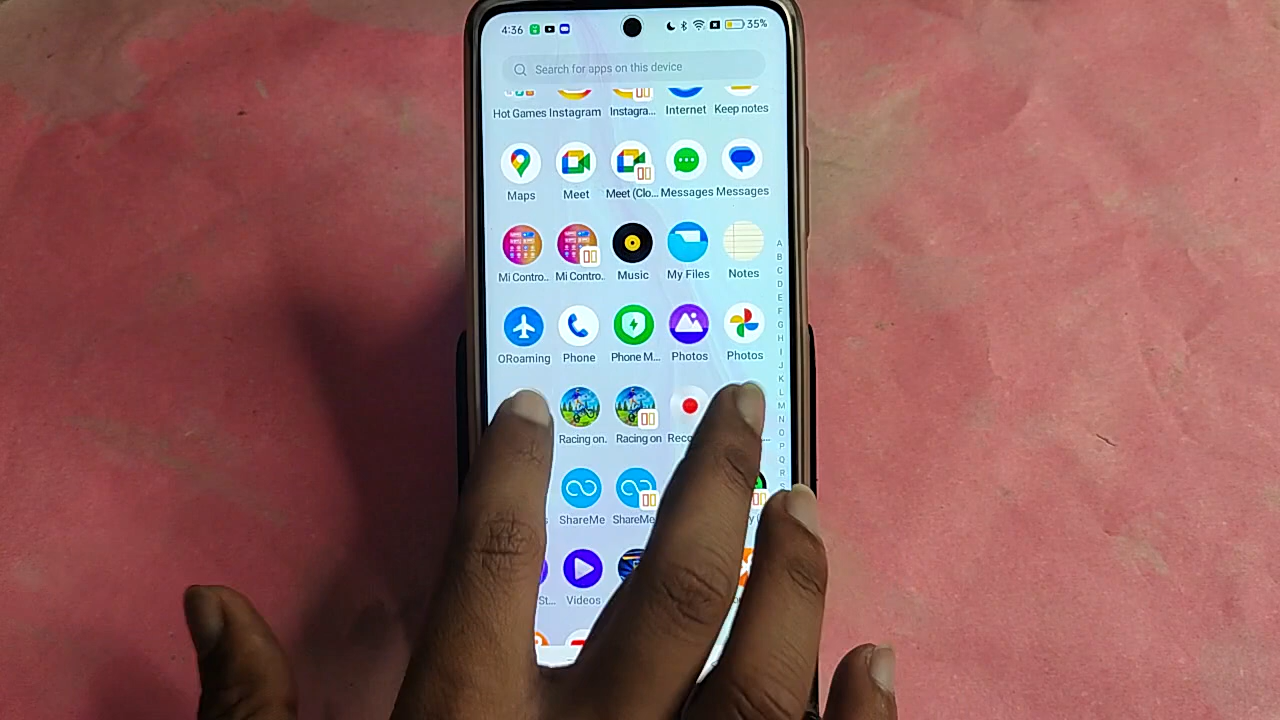 4:36 35%
Search for apps on this device
Hot Games Instagram Instagra... Internet Keep notes
Maps Meet Meet (Clo... Messages Messages
Mi Contro.. Mi Contro.. Music My Files Notes
ORoaming Phone Phone M... Photos Photos
Racing on. Racing on Reco
ShareMe ShareMe
St... Videos
A
B
C
D
E
F
G
H
I
J
K
L
M
N
O
P
Q
R
S